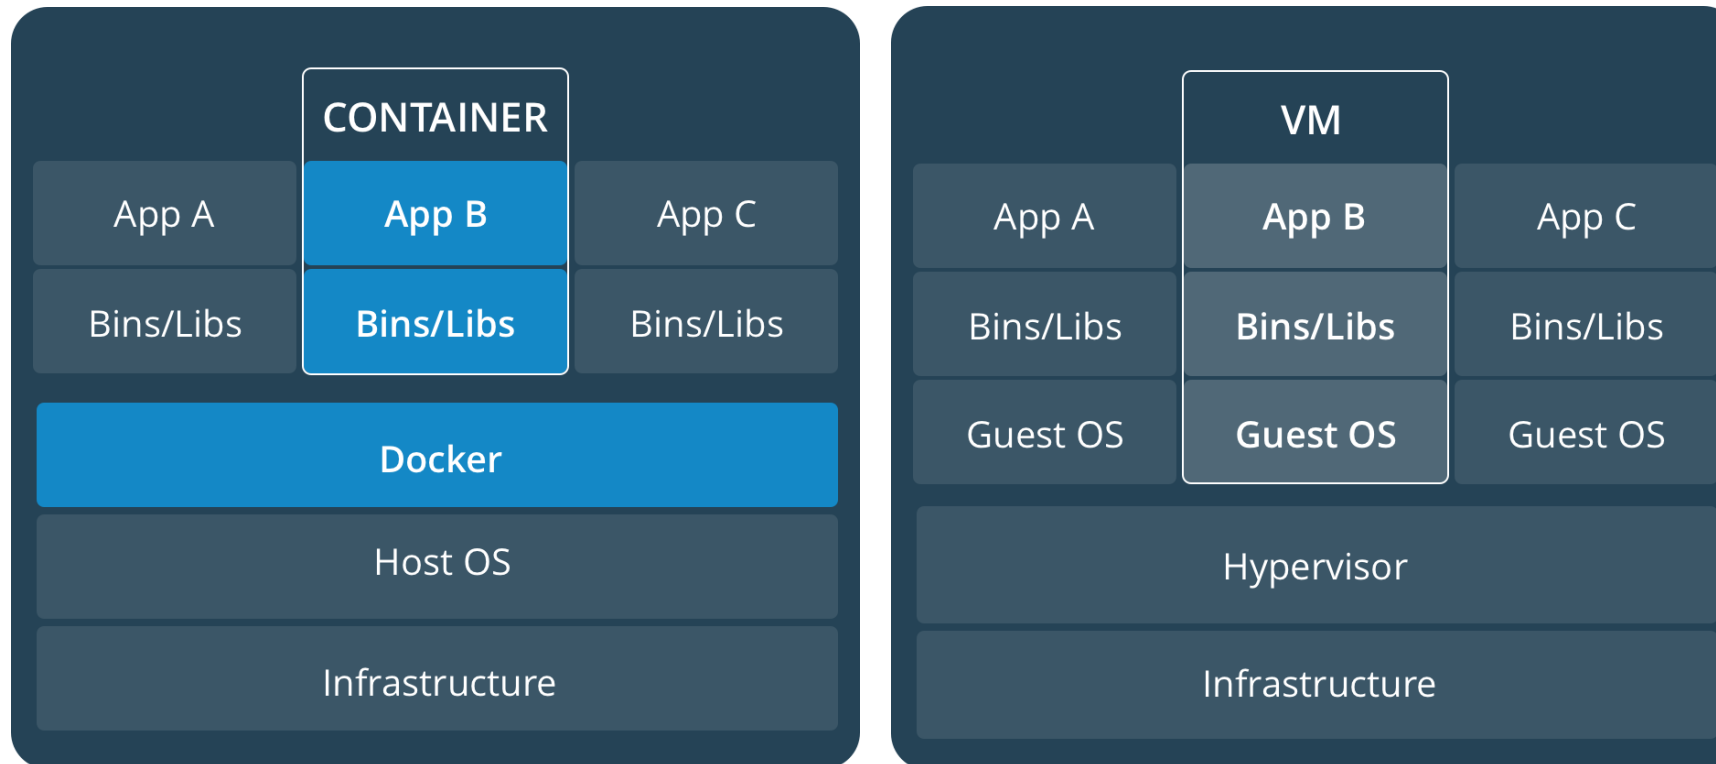 CONTAINER
App A
App B
App C
Bins/Libs
Bins/Libs
Bins/Libs
Docker
Host OS
Infrastructure
VM
App A
App B
App C
Bins/Libs
Bins/Libs
Bins/Libs
Guest OS
Guest OS
Guest OS
Hypervisor
Infrastructure